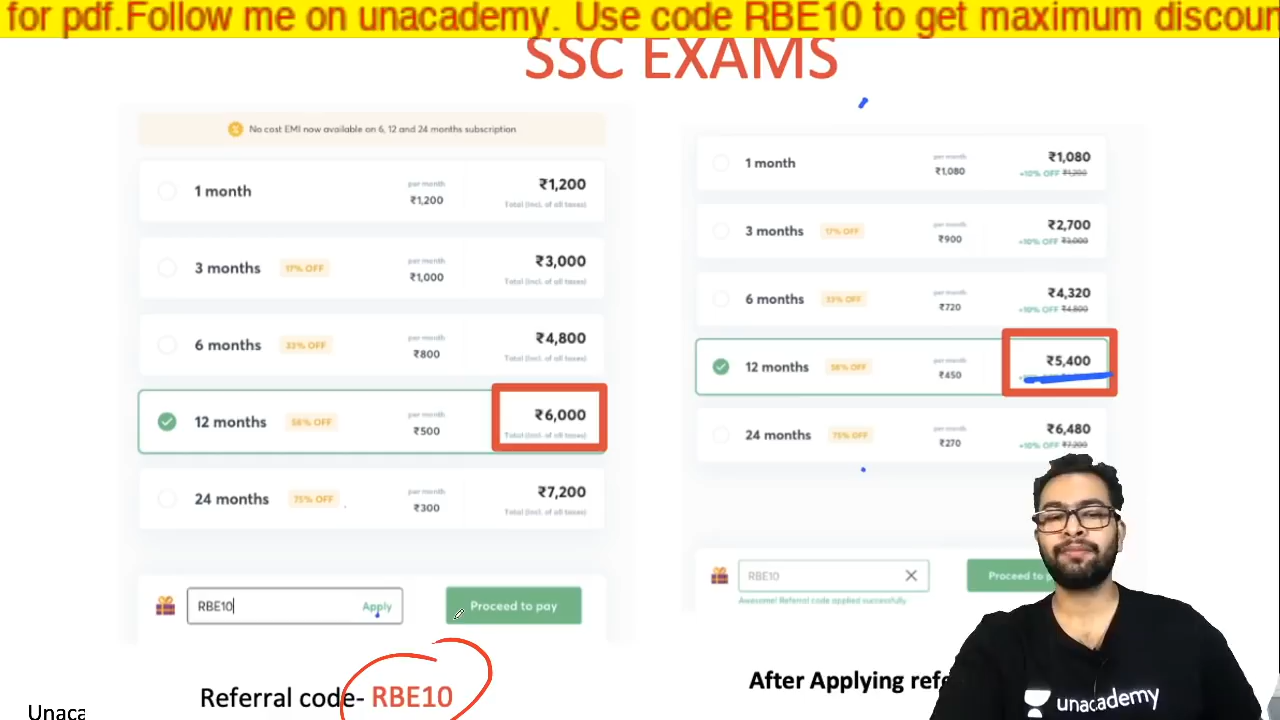 for pdf.Follow me on unacademy. Use code RBE10 to get maximum discoun
SSC EXAMS
No cost EMI now available on 6, 12 and 24 months subscription
1 month
per month
₹1,200
₹1,200
Total (Incl. of all taxes)
3 months
17% OFF
per month
₹1,000
₹3,000
Total (Incl. of all taxes)
6 months
33% OFF
per month
₹800
₹4,800
Total (Incl. of all taxes)
12 months
58% OFF
per month
₹500
₹6,000
Total (Incl. of all taxes)
24 months
75% OFF
per month
₹300
₹7,200
Total (Incl. of all taxes)
RBE10
Apply
Proceed to pay
Referral code- RBE10
Unaca
1 month
per month
₹1,080
₹1,080
+10% OFF ₹1,200
3 months
17% OFF
per month
₹900
₹2,700
+10% OFF ₹3,000
6 months
33% OFF
per month
₹720
₹4,320
+10% OFF ₹4,800
12 months
58% OFF
per month
₹450
₹5,400
24 months
75% OFF
per month
₹270
₹6,480
+10% OFF ₹7,200
RBE10
Proceed to p
Awesome! Referral code applied successfully
After Applying refe
unacademy